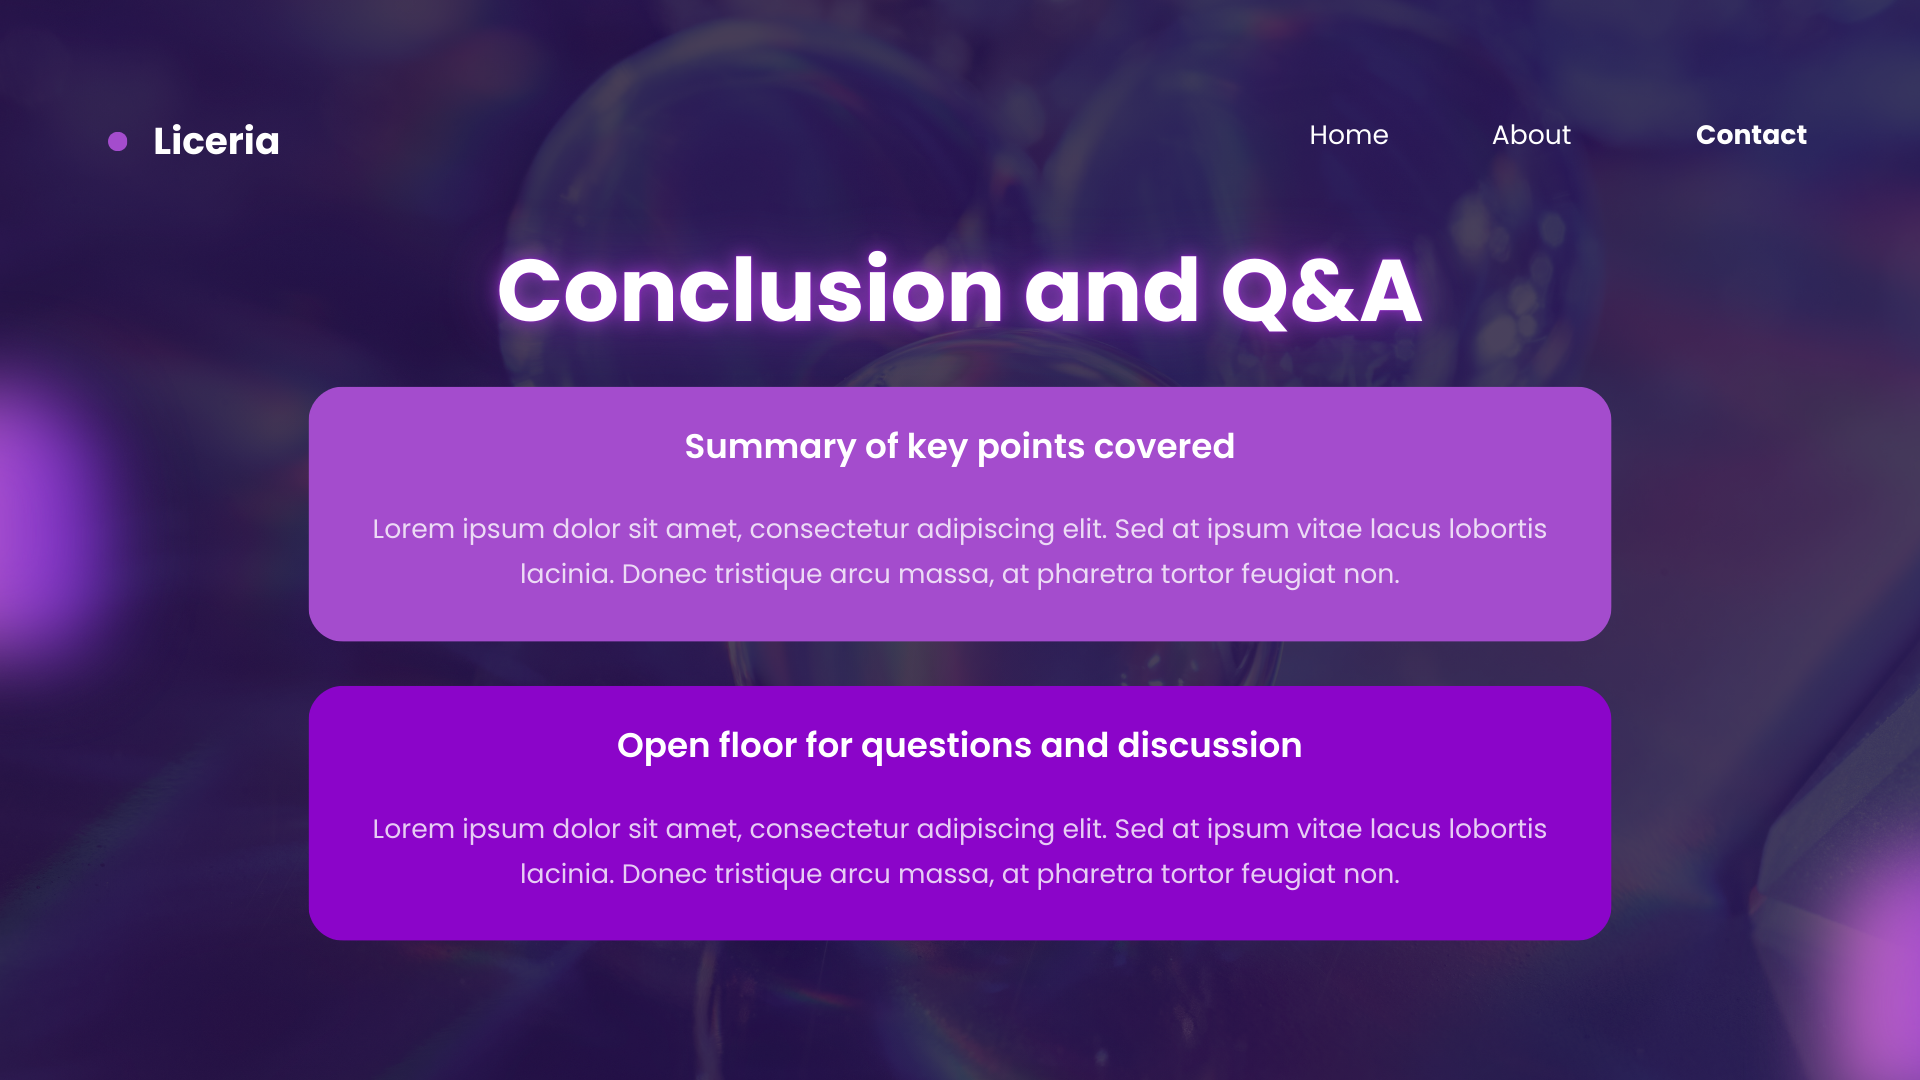 Liceria
Home
About
Contact
Conclusion and Q&A
Summary of key points covered
Lorem ipsum dolor sit amet, consectetur adipiscing elit. Sed at ipsum vitae lacus lobortis
lacinia. Donec tristique arcu massa, at pharetra tortor feugiat non.
Open floor for questions and discussion
Lorem ipsum dolor sit amet, consectetur adipiscing elit. Sed at ipsum vitae lacus lobortis
lacinia. Donec tristique arcu massa, at pharetra tortor feugiat non.